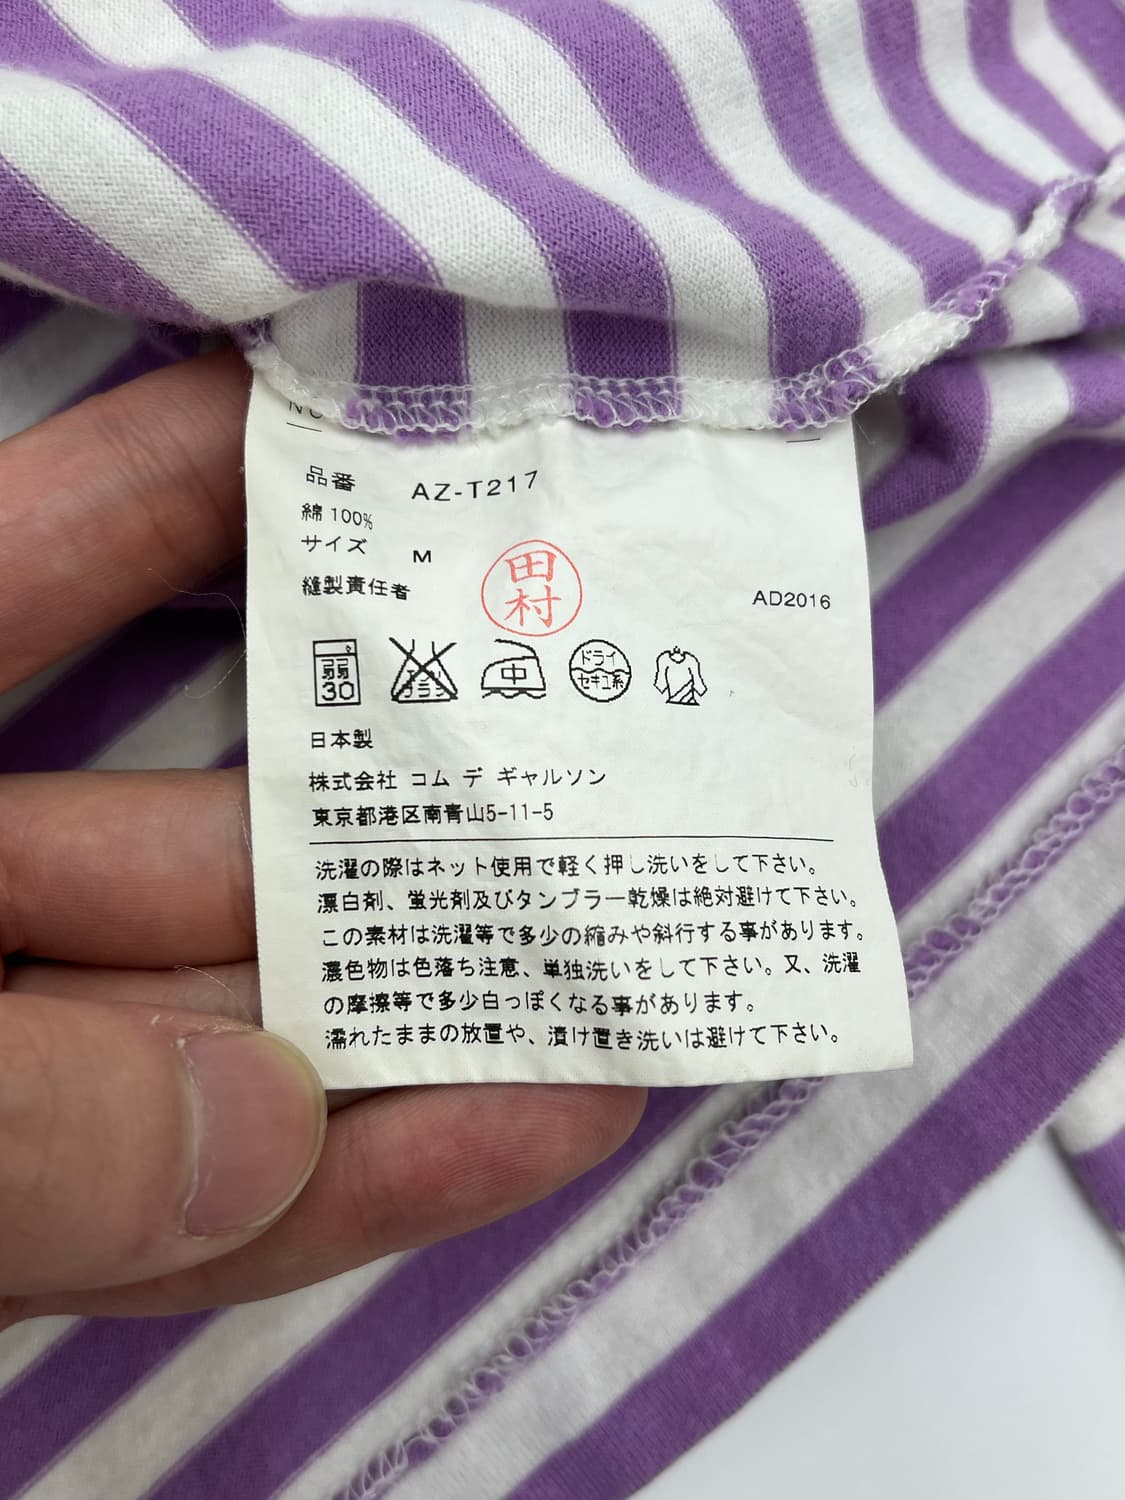 品番 AZ-T217
綿 100%
サイズ M
縫製責任者 田村
AD2016
弱 30
エンソサラシ
中
ドライ
セキユ系
日本製
株式会社 コム デ ギャルソン
東京都港区南青山5-11-5
洗濯の際はネット使用で軽く押し洗いをして下さい。
漂白剤、蛍光剤及びタンブラー乾燥は絶対避けて下さい。
この素材は洗濯等で多少の縮みや斜行する事があります。
濃色物は色落ち注意、単独洗いをして下さい。又、洗濯
の摩擦等で多少白っぽくなる事があります。
濡れたままの放置や、漬け置き洗いは避けて下さい。